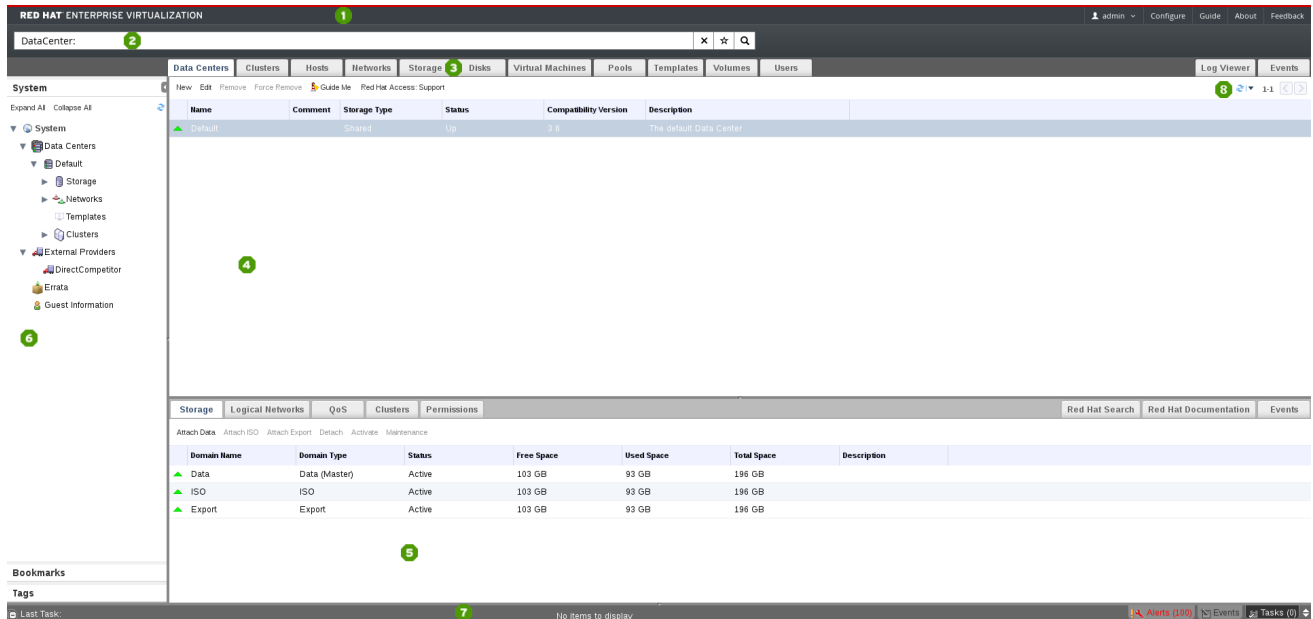 RED HAT ENTERPRISE VIRTUALIZATION 1 admin Configure Guide About Feedback
DataCenter: 2
Data Centers Clusters Hosts Networks Storage 3 Disks Virtual Machines Pools Templates Volumes Users Log Viewer Events
System
New Edit Remove Force Remove Guide Me Red Hat Access: Support 8 1-1
Expand All Collapse All
Name Comment Storage Type Status Compatibility Version Description
Default Shared Up 3.6 The default Data Center
System
Data Centers
Default
Storage
Networks
Templates
Clusters
External Providers
DirectCompetitor
Errata
Guest Information
4
6
Storage Logical Networks QoS Clusters Permissions Red Hat Search Red Hat Documentation Events
Attach Data Attach ISO Attach Export Detach Activate Maintenance
Domain Name Domain Type Status Free Space Used Space Total Space Description
Data Data (Master) Active 103 GB 93 GB 196 GB
ISO ISO Active 103 GB 93 GB 196 GB
Export Export Active 103 GB 93 GB 196 GB
5
Bookmarks
Tags
Last Task: 7 No items to display Alerts (100) Events Tasks (0)